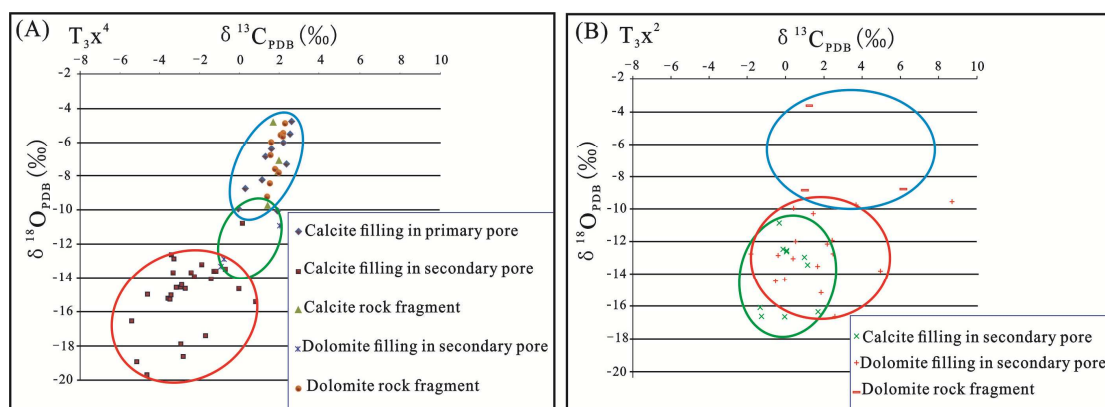 (A) T₃x⁴ δ ¹³C_PDB (‰)
-8 -6 -4 -2 0 2 4 6 8 10
-2
-4
-6
-8
-10
-12
-14
-16
-18
-20
δ ¹⁸O_PDB (‰)
Calcite filling in primary pore
Calcite filling in secondary pore
Calcite rock fragment
Dolomite filling in secondary pore
Dolomite rock fragment
(B) T₃x² δ ¹³C_PDB (‰)
-8 -6 -4 -2 0 2 4 6 8 10
-2
-4
-6
-8
-10
-12
-14
-16
-18
-20
δ ¹⁸O_PDB (‰)
Calcite filling in secondary pore
Dolomite filling in secondary pore
Dolomite rock fragment